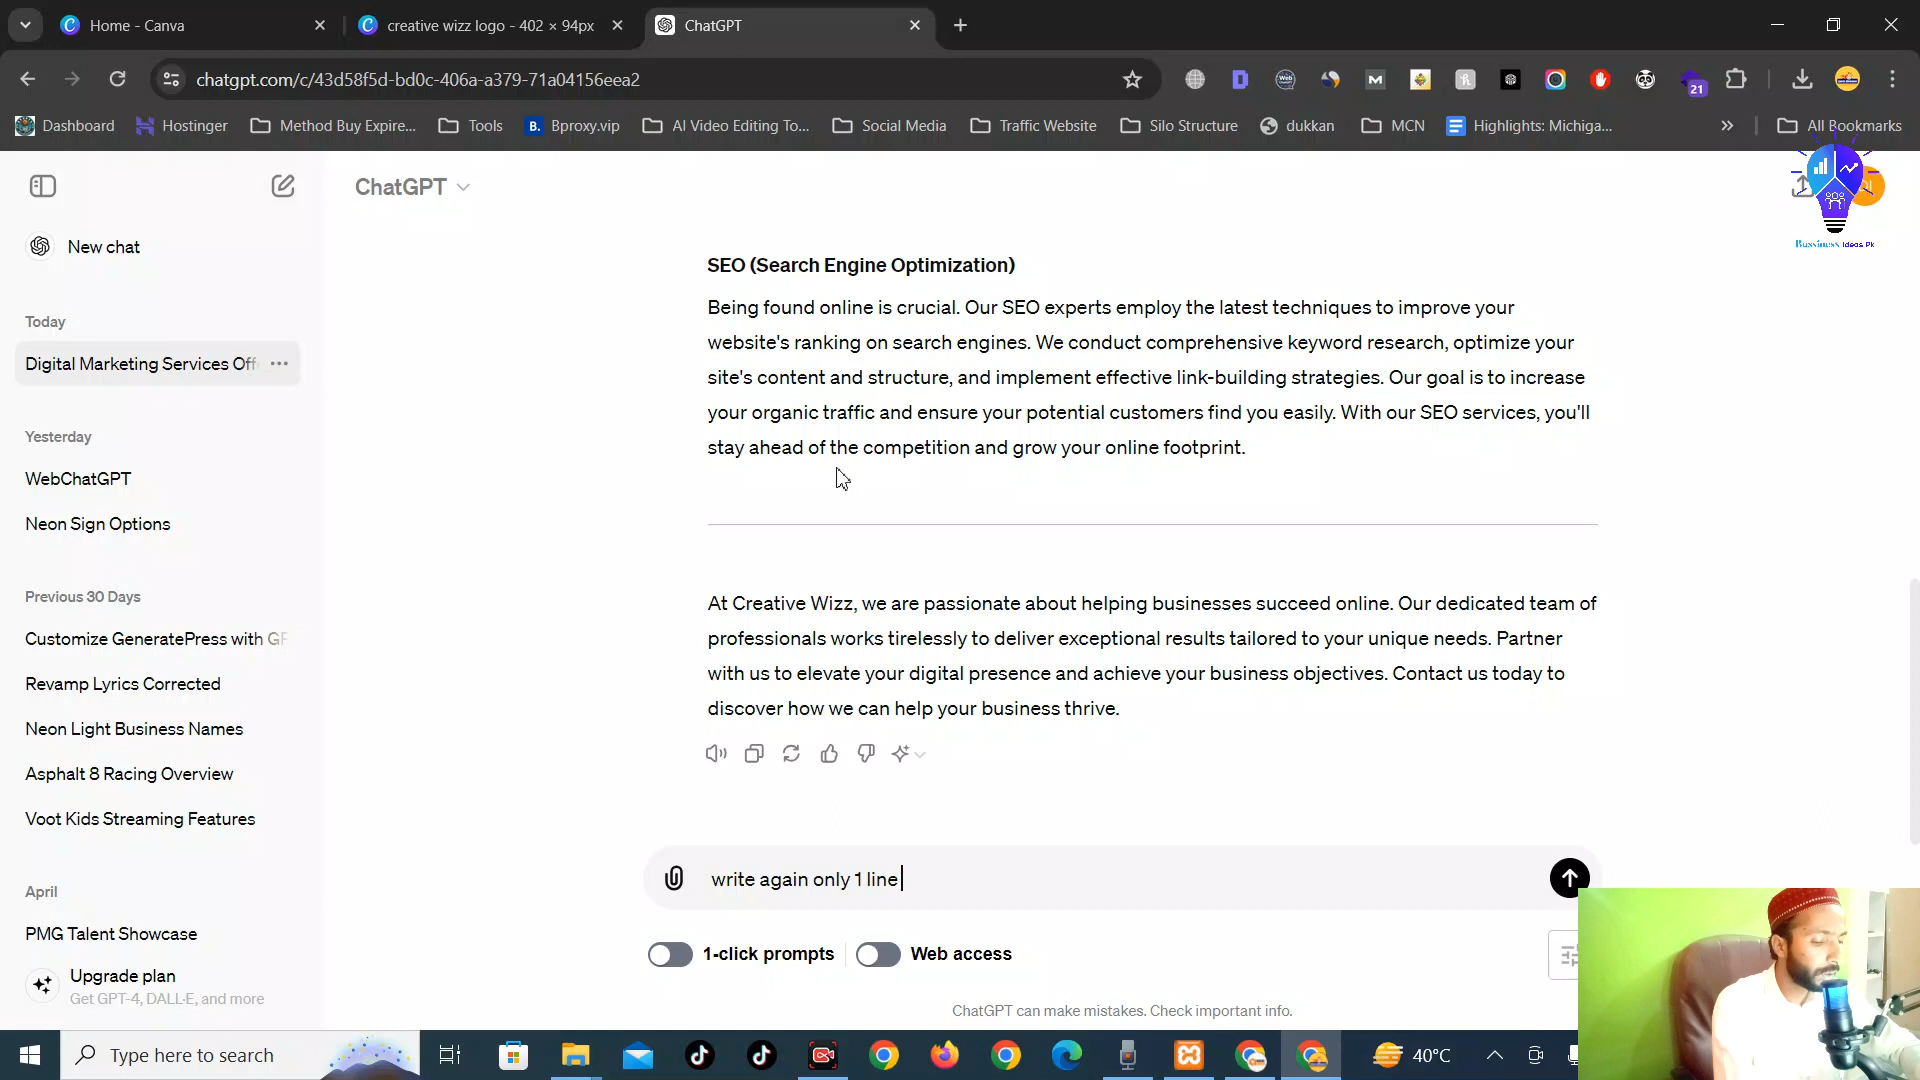 Home - Canva
creative wizz logo - 402 × 94px
ChatGPT
chatgpt.com/c/43d58f5d-bd0c-406a-a379-71a04156eea2
21
Dashboard
Hostinger
Method Buy Expire...
Tools
B. Bproxy.vip
AI Video Editing To...
Social Media
Traffic Website
Silo Structure
dukkan
MCN
Highlights: Michiga...
All Bookmarks
ChatGPT
Bussiness Ideas Pk
New chat
Today
Digital Marketing Services Off
Yesterday
WebChatGPT
Neon Sign Options
Previous 30 Days
Customize GeneratePress with GP
Revamp Lyrics Corrected
Neon Light Business Names
Asphalt 8 Racing Overview
Voot Kids Streaming Features
April
PMG Talent Showcase
Upgrade plan
Get GPT-4, DALL·E, and more
SEO (Search Engine Optimization)
Being found online is crucial. Our SEO experts employ the latest techniques to improve your
website's ranking on search engines. We conduct comprehensive keyword research, optimize your
site's content and structure, and implement effective link-building strategies. Our goal is to increase
your organic traffic and ensure your potential customers find you easily. With our SEO services, you'll
stay ahead of the competition and grow your online footprint.
At Creative Wizz, we are passionate about helping businesses succeed online. Our dedicated team of
professionals works tirelessly to deliver exceptional results tailored to your unique needs. Partner
with us to elevate your digital presence and achieve your business objectives. Contact us today to
discover how we can help your business thrive.
write again only 1 line
1-click prompts
Web access
ChatGPT can make mistakes. Check important info.
Type here to search
40°C